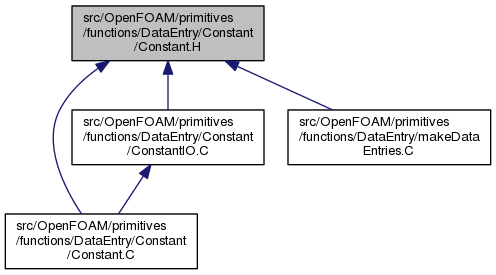 src/OpenFOAM/primitives
/functions/DataEntry/Constant
/Constant.H
src/OpenFOAM/primitives
/functions/DataEntry/Constant
/ConstantIO.C
src/OpenFOAM/primitives
/functions/DataEntry/makeData
Entries.C
src/OpenFOAM/primitives
/functions/DataEntry/Constant
/Constant.C